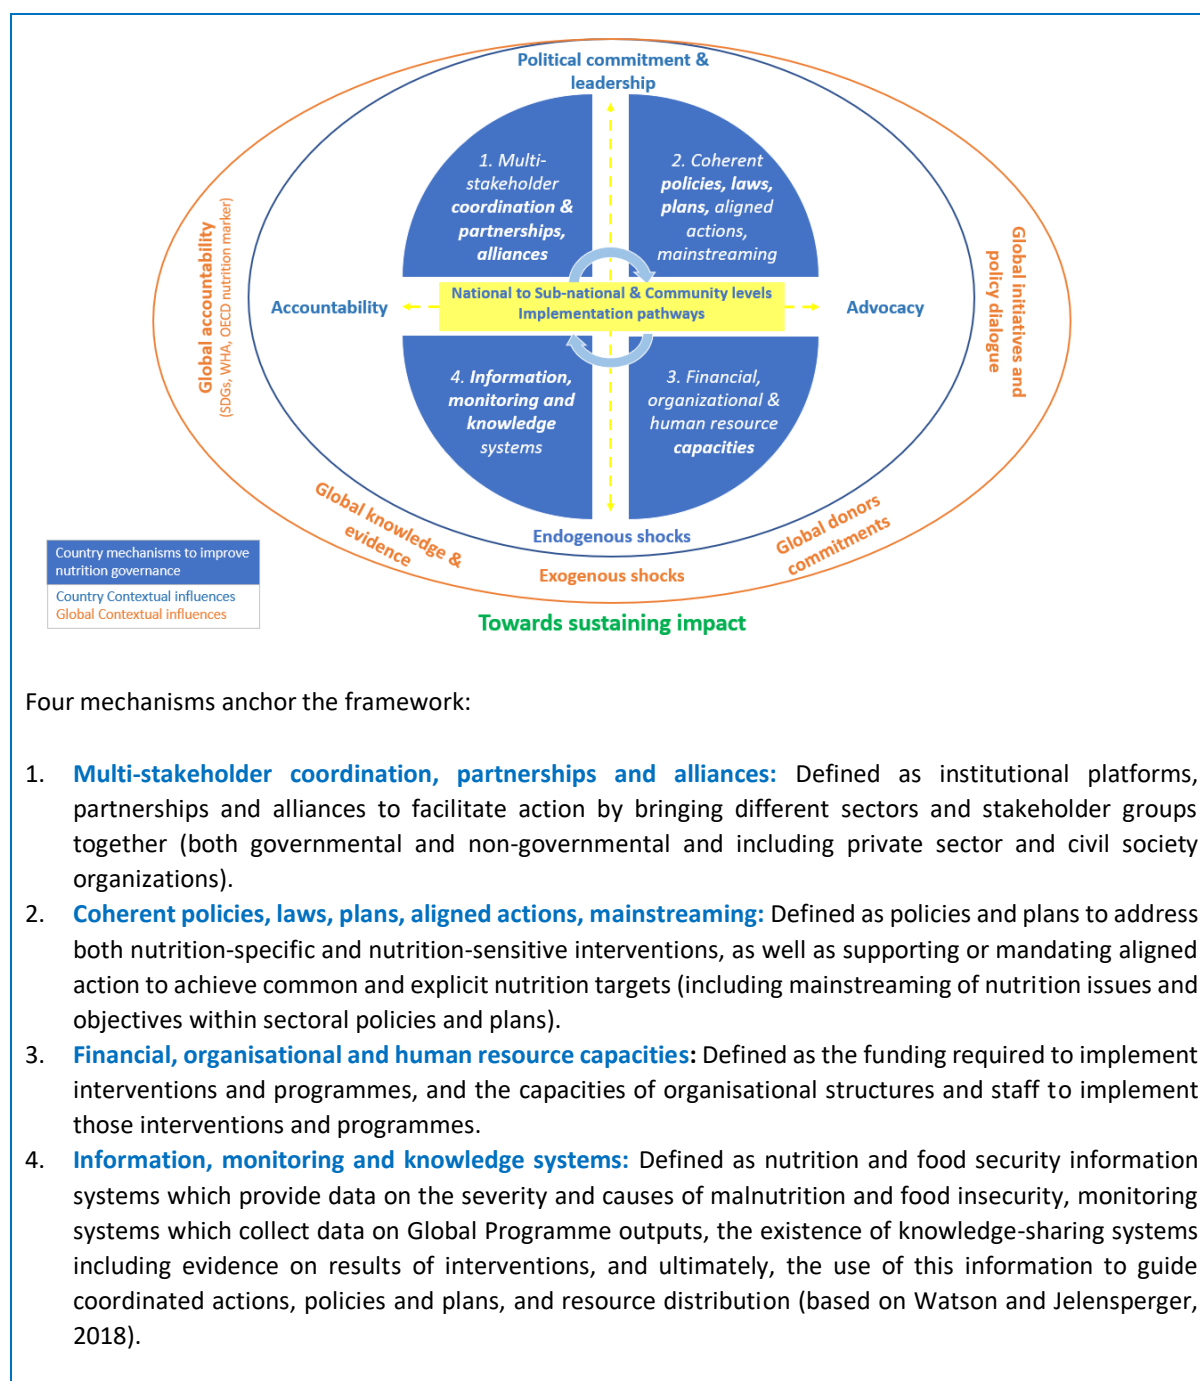 Political commitment &
leadership
1. Multi-
stakeholder
coordination &
partnerships,
alliances
2. Coherent
policies, laws,
plans, aligned
actions,
mainstreaming
Global accountability
(SDGs, WHA, OECD nutrition marker)
Accountability
National to Sub-national & Community levels
Implementation pathways
Advocacy
Global initiatives and
policy dialogue
4. Information,
monitoring and
knowledge
systems
3. Financial,
organizational &
human resource
capacities
Global knowledge &
evidence
Global donors
commitments
Endogenous shocks
Exogenous shocks
Country mechanisms to improve
nutrition governance
Country Contextual influences
Global Contextual influences
Towards sustaining impact
Four mechanisms anchor the framework:
1. Multi-stakeholder coordination, partnerships and alliances: Defined as institutional platforms,
partnerships and alliances to facilitate action by bringing different sectors and stakeholder groups
together (both governmental and non-governmental and including private sector and civil society
organizations).
2. Coherent policies, laws, plans, aligned actions, mainstreaming: Defined as policies and plans to address
both nutrition-specific and nutrition-sensitive interventions, as well as supporting or mandating aligned
action to achieve common and explicit nutrition targets (including mainstreaming of nutrition issues and
objectives within sectoral policies and plans).
3. Financial, organisational and human resource capacities: Defined as the funding required to implement
interventions and programmes, and the capacities of organisational structures and staff to implement
those interventions and programmes.
4. Information, monitoring and knowledge systems: Defined as nutrition and food security information
systems which provide data on the severity and causes of malnutrition and food insecurity, monitoring
systems which collect data on Global Programme outputs, the existence of knowledge-sharing systems
including evidence on results of interventions, and ultimately, the use of this information to guide
coordinated actions, policies and plans, and resource distribution (based on Watson and Jelensperger,
2018).